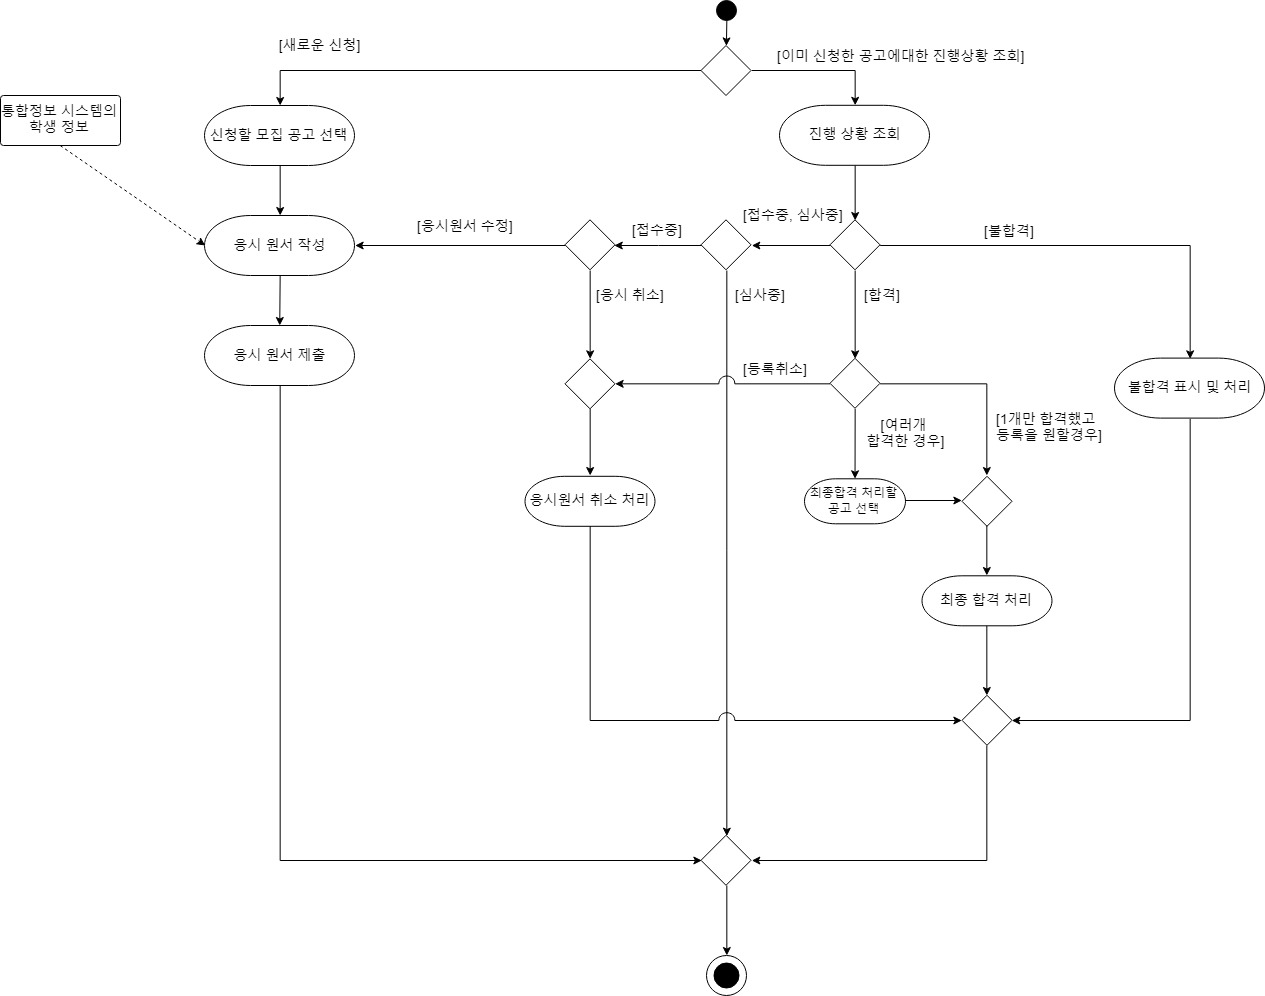 [새로운 신청]
[이미 신청한 공고에대한 진행상황 조회]
통합정보 시스템의
학생 정보
신청할 모집 공고 선택
진행 상황 조회
[응시원서 수정]
[접수중]
[접수중, 심사중]
[불합격]
응시 원서 작성
[응시 취소]
[심사중]
[합격]
응시 원서 제출
[등록취소]
불합격 표시 및 처리
[여러개
합격한 경우]
[1개만 합격했고
등록을 원할경우]
응시원서 취소 처리
최종합격 처리할
공고 선택
최종 합격 처리